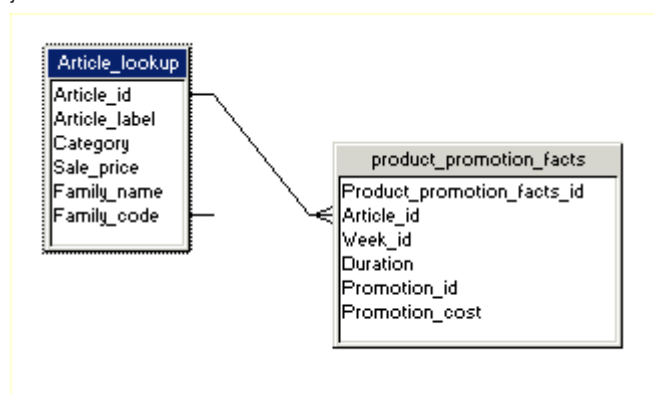 Article_lookup
Article_id
Article_label
Category
Sale_price
Family_name
Family_code
product_promotion_facts
Product_promotion_facts_id
Article_id
Week_id
Duration
Promotion_id
Promotion_cost